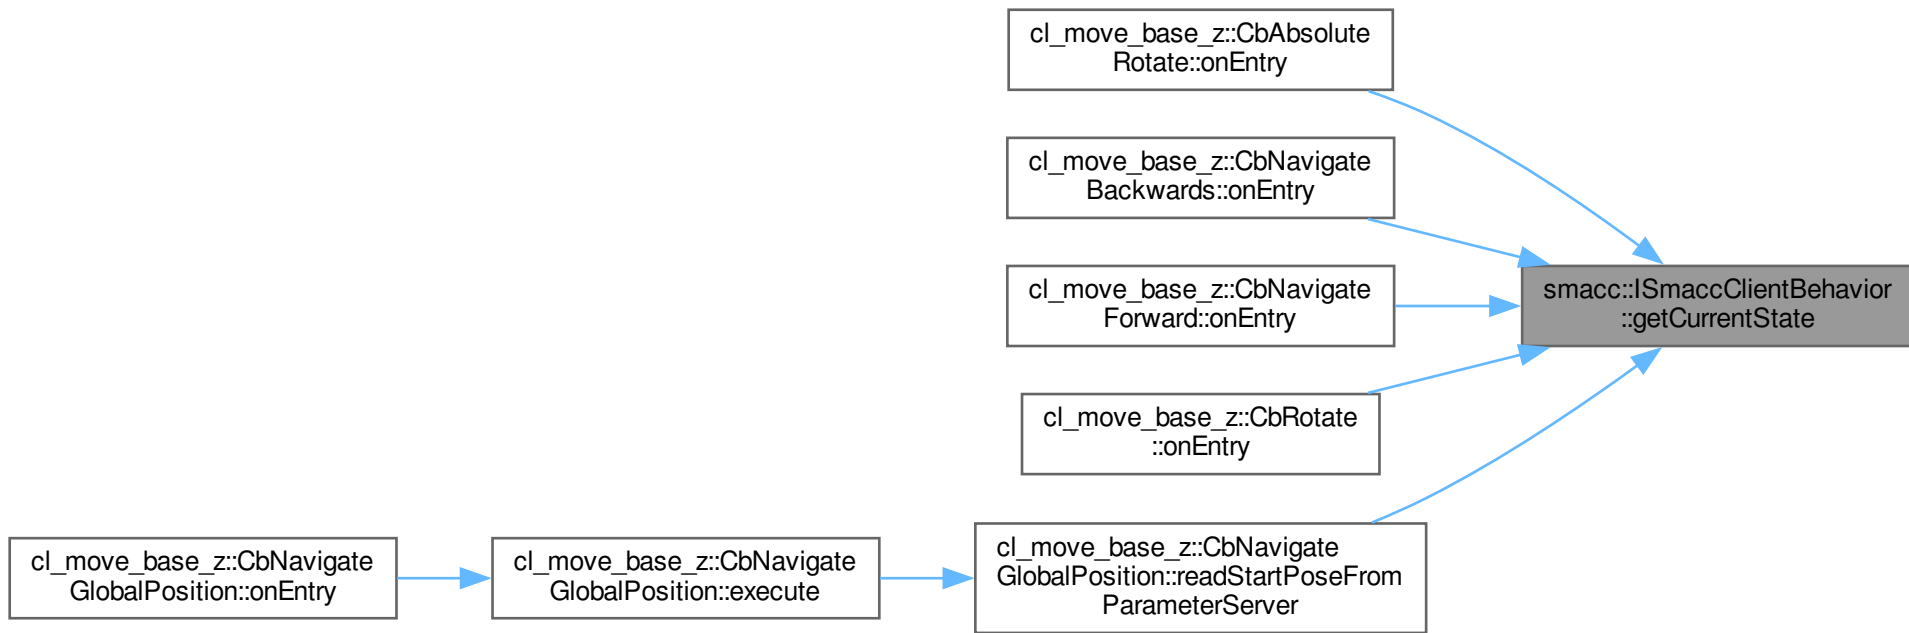 cl_move_base_z::CbAbsolute
Rotate::onEntry
cl_move_base_z::CbNavigate
Backwards::onEntry
cl_move_base_z::CbNavigate
Forward::onEntry
smacc::ISmaccClientBehavior
::getCurrentState
cl_move_base_z::CbRotate
::onEntry
cl_move_base_z::CbNavigate
GlobalPosition::onEntry
cl_move_base_z::CbNavigate
GlobalPosition::execute
cl_move_base_z::CbNavigate
GlobalPosition::readStartPoseFrom
ParameterServer